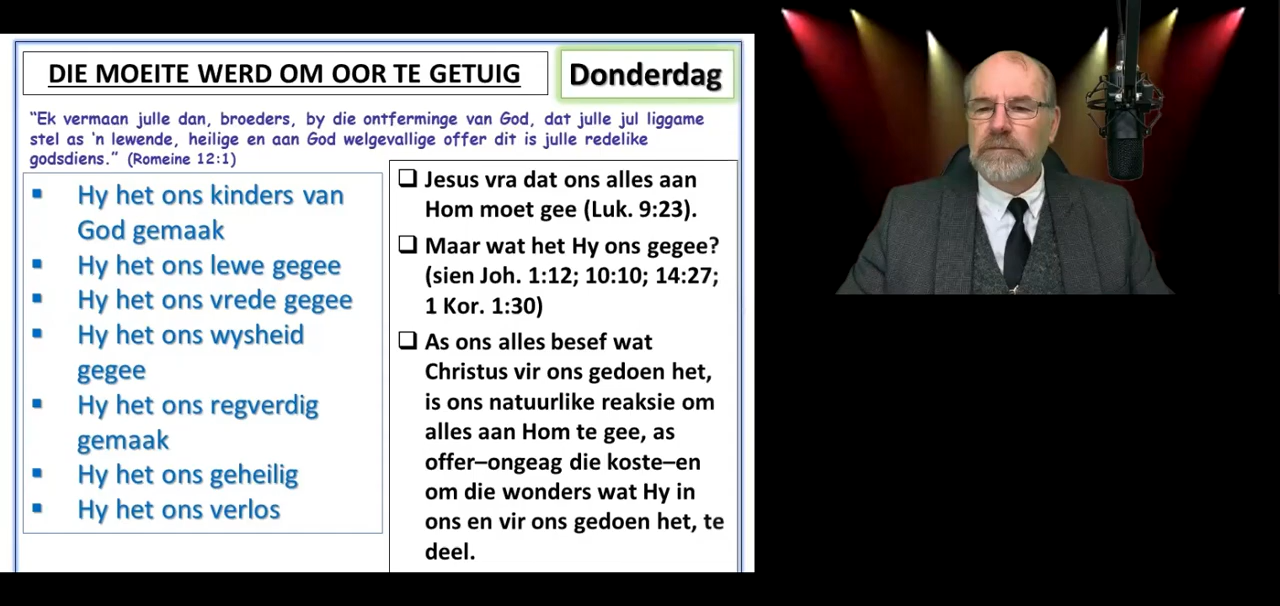 DIE MOEITE WERD OM OOR TE GETUIG
Donderdag
“Ek vermaan julle dan, broeders, by die ontferminge van God, dat julle jul liggame
stel as ‘n lewende, heilige en aan God welgevallige offer dit is julle redelike
godsdiens.” (Romeine 12:1)
▪ Hy het ons kinders van
God gemaak
▪ Hy het ons lewe gegee
▪ Hy het ons vrede gegee
▪ Hy het ons wysheid
gegee
▪ Hy het ons regverdig
gemaak
▪ Hy het ons geheilig
▪ Hy het ons verlos
❑ Jesus vra dat ons alles aan
Hom moet gee (Luk. 9:23).
❑ Maar wat het Hy ons gegee?
(sien Joh. 1:12; 10:10; 14:27;
1 Kor. 1:30)
❑ As ons alles besef wat
Christus vir ons gedoen het,
is ons natuurlike reaksie om
alles aan Hom te gee, as
offer–ongeag die koste–en
om die wonders wat Hy in
ons en vir ons gedoen het, te
deel.